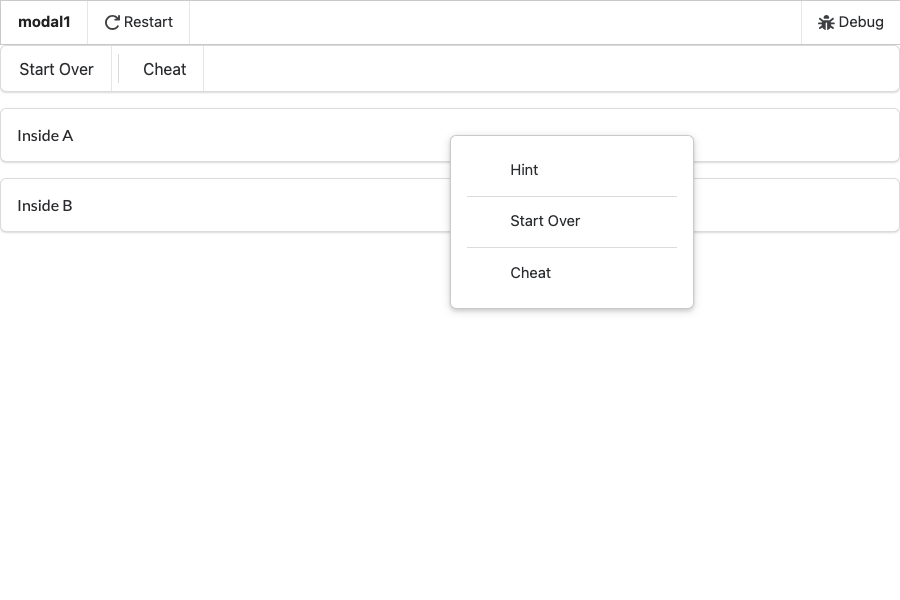 modal1 Restart Debug
Start Over Cheat
Inside A
Hint
Inside B
Start Over
Cheat